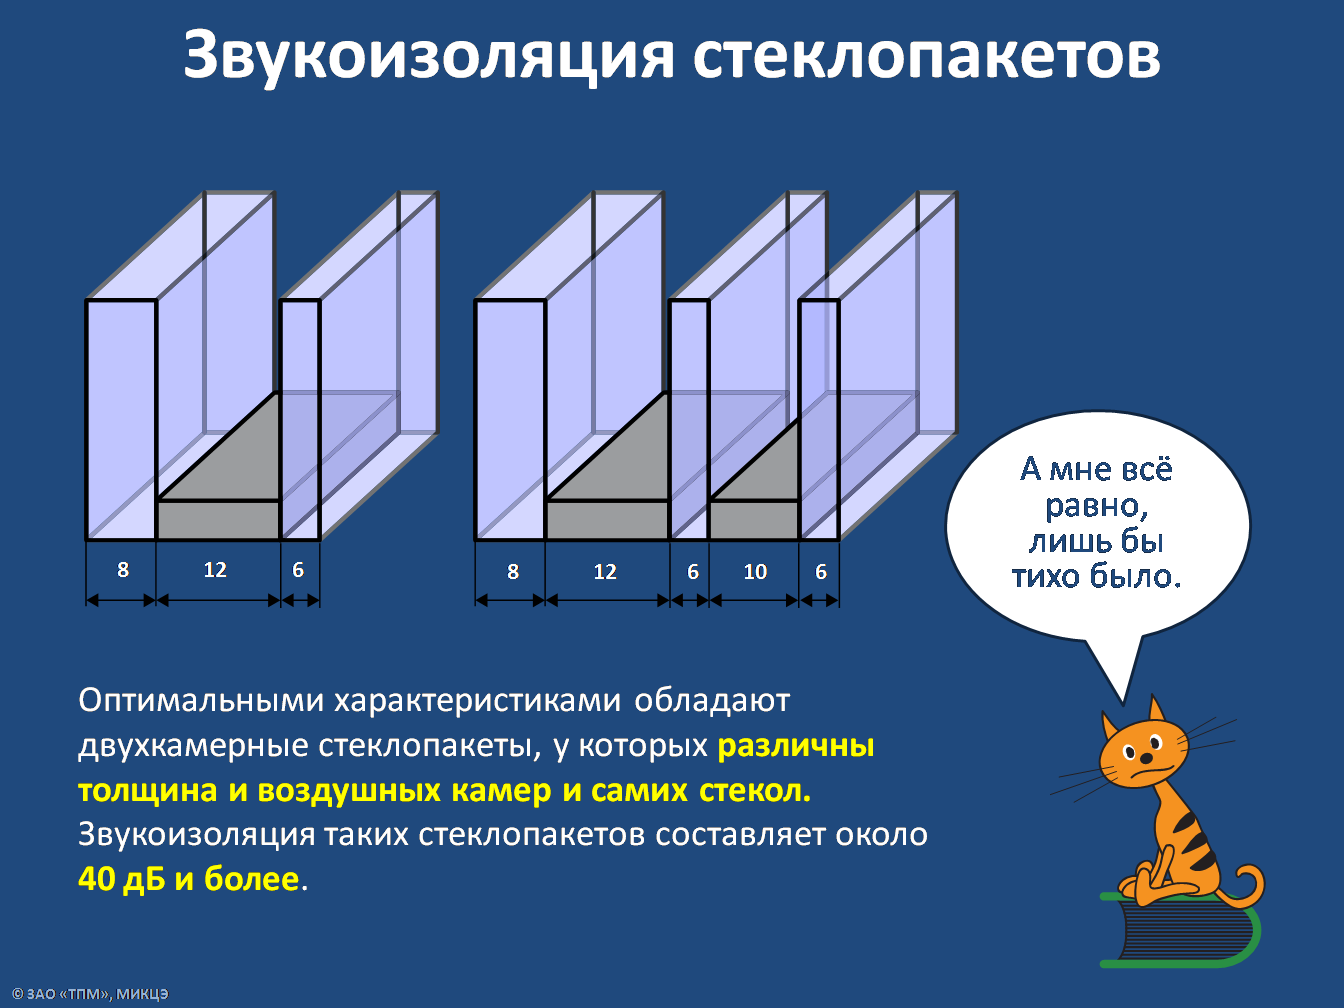 Звукоизоляция стеклопакетов
8 12 6
8 12 6 10 6
А мне всё
равно,
лишь бы
тихо было.
Оптимальными характеристиками обладают
двухкамерные стеклопакеты, у которых различны
толщина и воздушных камер и самих стекол.
Звукоизоляция таких стеклопакетов составляет около
40 дБ и более.
© ЗАО «ТПМ», МИКЦЭ